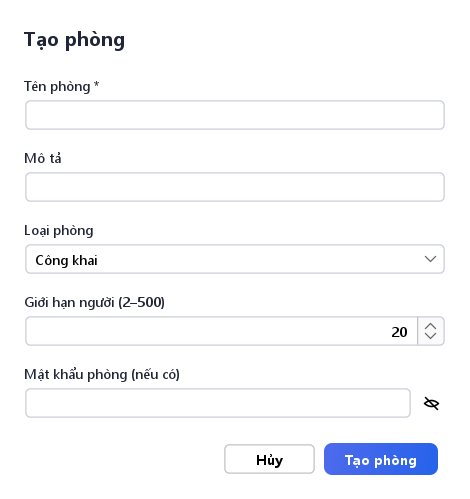 Tạo phòng
Tên phòng *
Mô tả
Loại phòng
Công khai
Giới hạn người (2–500)
20
Mật khẩu phòng (nếu có)
Hủy
Tạo phòng